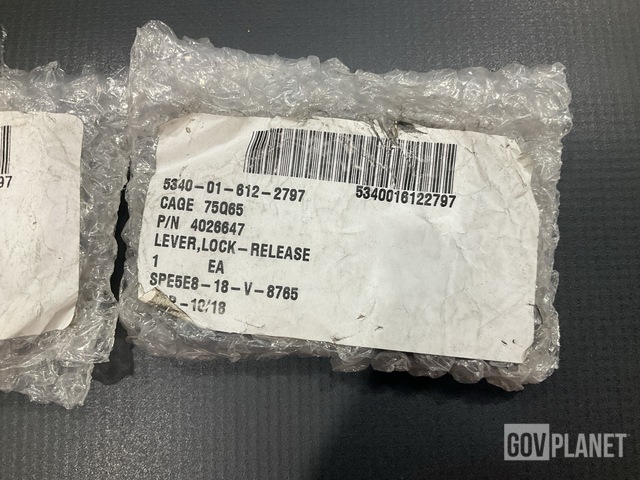 97
5340-01-612-2797
5340016122797
CAGE 75Q65
P/N 4026647
LEVER,LOCK-RELEASE
1 EA
SPE5E8-18-V-8765
-10/18
GOVPLANET